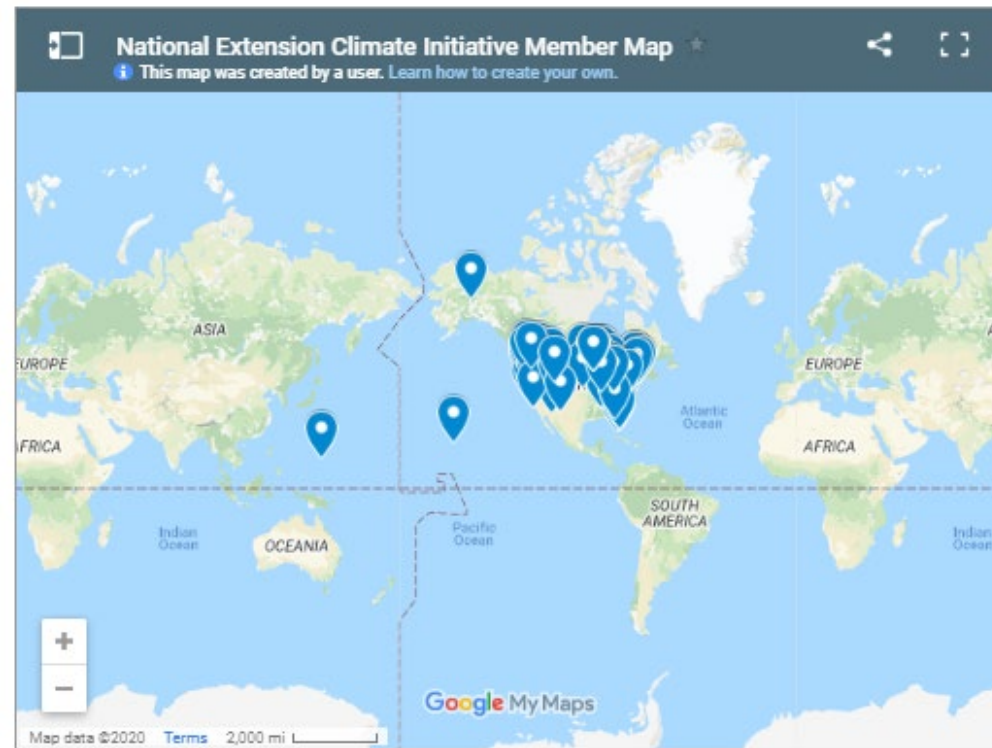 National Extension Climate Initiative Member Map
This map was created by a user. Learn how to create your own.
ASIA
EUROPE
EUROPE
Atlantic
Ocean
AFRICA
AFRICA
SOUTH
AMERICA
Indian
Ocean
Pacific
Ocean
Indian
Ocean
OCEANIA
+
−
Google My Maps
Map data ©2020 Terms 2,000 mi